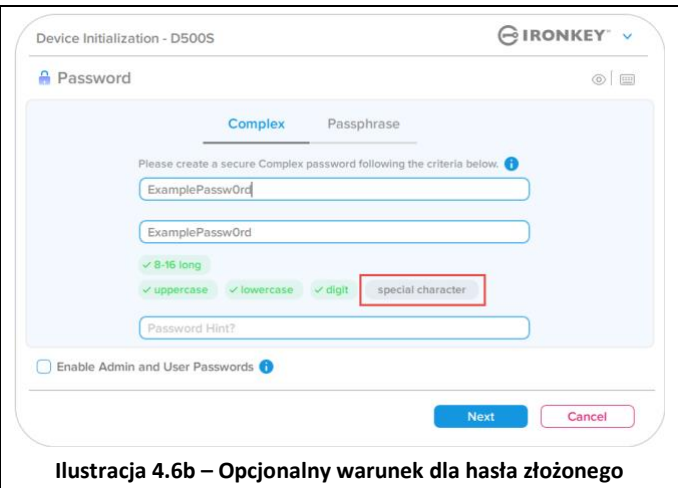 Device Initialization - D500S IRONKEY™
Password
Complex Passphrase
Please create a secure Complex password following the criteria below.
ExamplePassw0rd
ExamplePassw0rd
✓ 8-16 long
✓ uppercase ✓ lowercase ✓ digit special character
Password Hint?
Enable Admin and User Passwords
Next Cancel
Ilustracja 4.6b – Opcjonalny warunek dla hasła złożonego